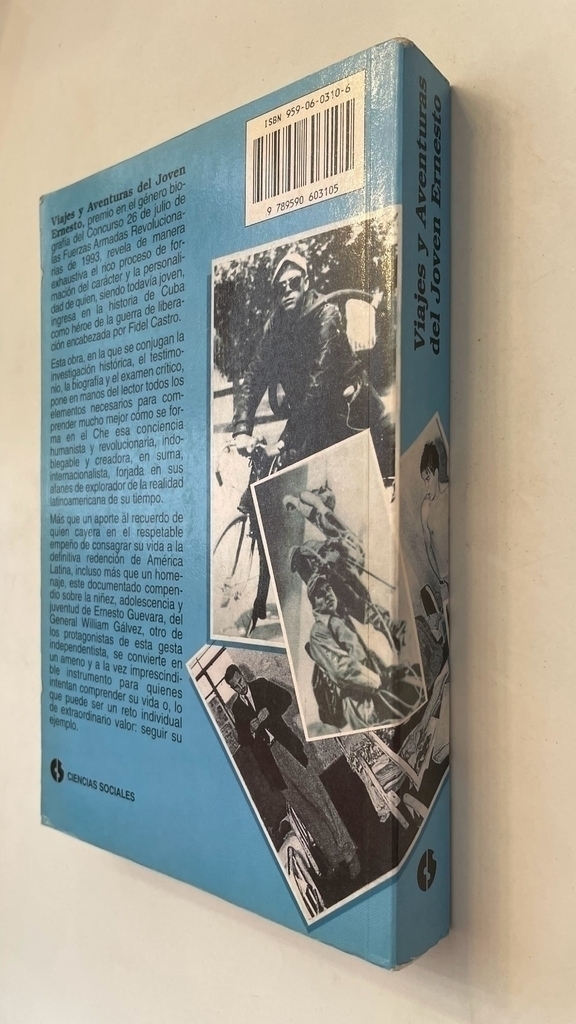 ISBN 959-06-0310-6
9 789590 603105
Viajes y Aventuras del Joven
Ernesto, premio en el género bio-
grafía del Concurso 26 de julio de
las Fuerzas Armadas Revoluciona-
rias de 1993, revela de manera
exhaustiva el rico proceso de for-
mación del carácter y la personali-
dad de quien, siendo todavía joven,
ingresa en la historia de Cuba
como héroe de la guerra de libera-
ción encabezada por Fidel Castro.
Esta obra, en la que se conjugan la
investigación histórica, el testimo-
nio, la biografía y el examen crítico,
pone en manos del lector todos los
elementos necesarios para com-
prender mucho mejor cómo se for-
ma en el Che esa conciencia
humanista y revolucionaria, indo-
blegable y creadora, en suma,
internacionalista, forjada en sus
afanes de explorador de la realidad
latinoamericana de su tiempo.
Más que un aporte al recuerdo de
quien cayera en el respetable
empeño de consagrar su vida a la
definitiva redención de América
Latina, incluso más que un home-
naje, este documentado compen-
dio sobre la niñez, adolescencia y
juventud de Ernesto Guevara, del
General William Gálvez, otro de
los protagonistas de esta gesta
independentista, se convierte en
un ameno y a la vez imprescindi-
ble instrumento para quienes
intentan comprender su vida o, lo
que puede ser un reto individual
de extraordinario valor: seguir su
ejemplo.
CIENCIAS SOCIALES
Viajes y Aventuras
del Joven Ernesto